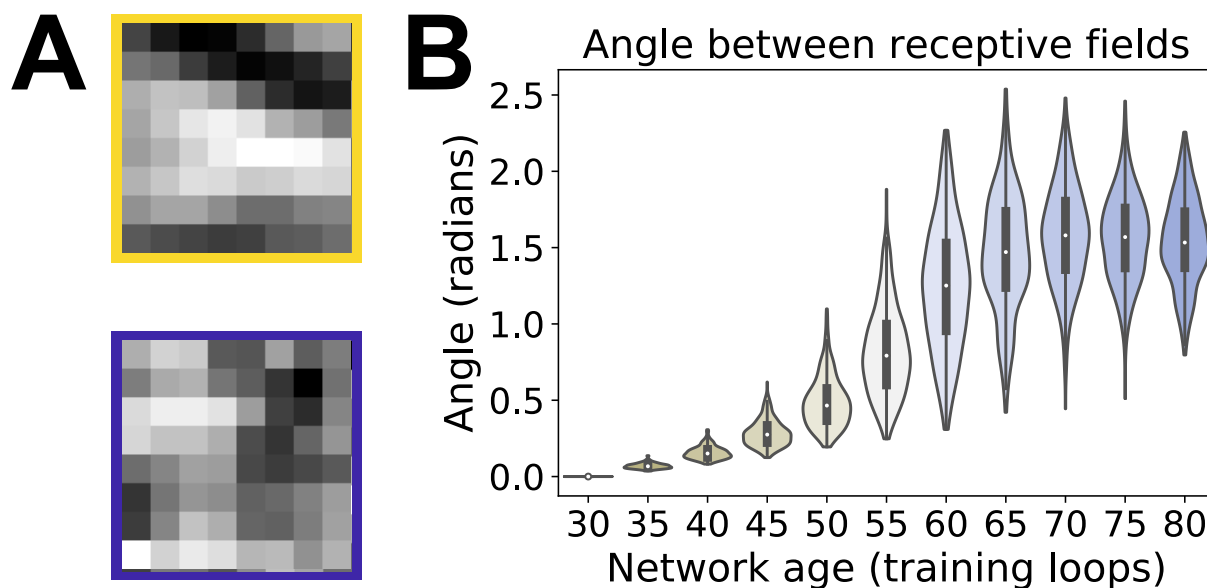 A
B
Angle between receptive fields
Angle (radians)
2.5
2.0
1.5
1.0
0.5
0.0
30 35 40 45 50 55 60 65 70 75 80
Network age (training loops)